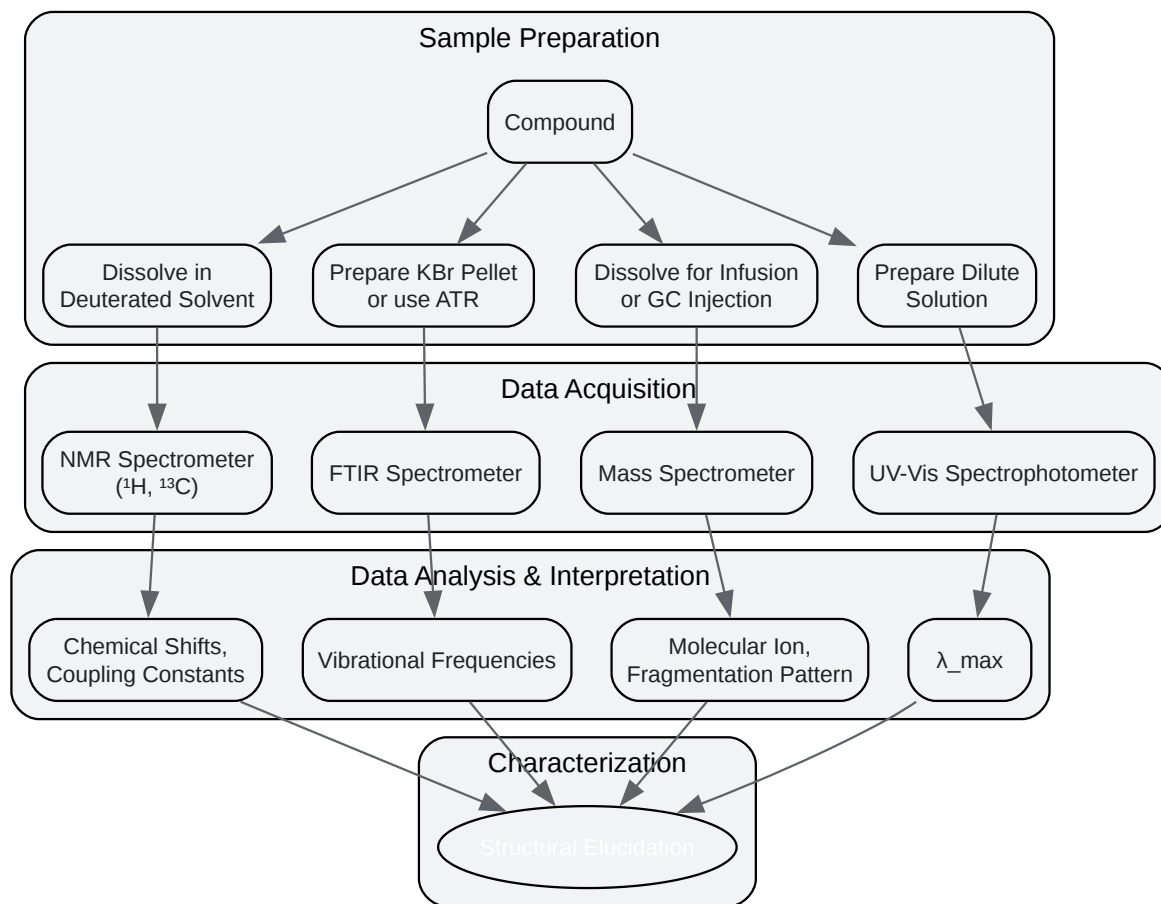 Sample Preparation
Compound
Dissolve in
Deuterated Solvent
Prepare KBr Pellet
or use ATR
Dissolve for Infusion
or GC Injection
Prepare Dilute
Solution
Data Acquisition
NMR Spectrometer
(¹H, ¹³C)
FTIR Spectrometer
Mass Spectrometer
UV-Vis Spectrophotometer
Data Analysis & Interpretation
Chemical Shifts,
Coupling Constants
Vibrational Frequencies
Molecular Ion,
Fragmentation Pattern
λ_max
Characterization
Structural Elucidation